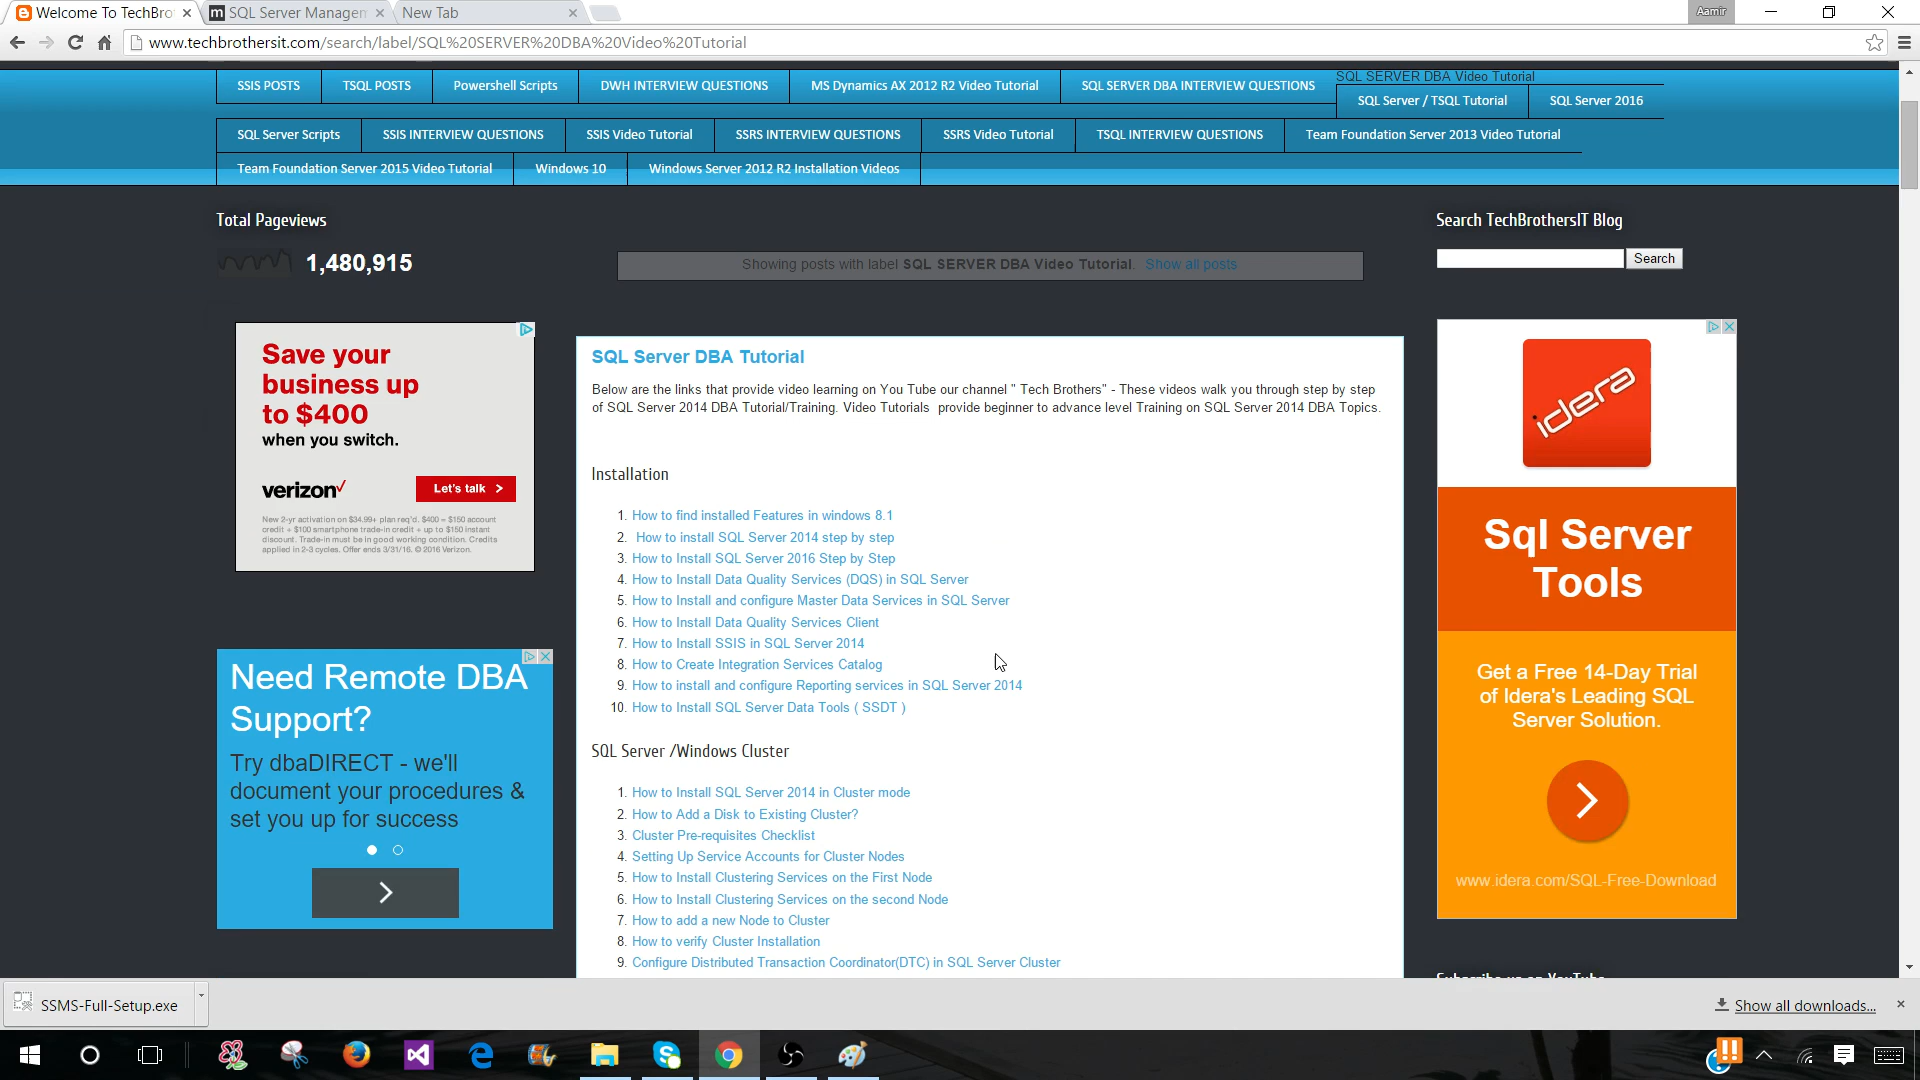 Welcome To TechBro
SQL Server Managem
New Tab
Aamir
www.techbrothersit.com/search/label/SQL%20SERVER%20DBA%20Video%20Tutorial
SSIS POSTS
TSQL POSTS
Powershell Scripts
DWH INTERVIEW QUESTIONS
MS Dynamics AX 2012 R2 Video Tutorial
SQL SERVER DBA INTERVIEW QUESTIONS
SQL SERVER DBA Video Tutorial
SQL Server / TSQL Tutorial
SQL Server 2016
SQL Server Scripts
SSIS INTERVIEW QUESTIONS
SSIS Video Tutorial
SSRS INTERVIEW QUESTIONS
SSRS Video Tutorial
TSQL INTERVIEW QUESTIONS
Team Foundation Server 2013 Video Tutorial
Team Foundation Server 2015 Video Tutorial
Windows 10
Windows Server 2012 R2 Installation Videos
Total Pageviews
1,480,915
Showing posts with label SQL SERVER DBA Video Tutorial. Show all posts
Search TechBrothersIT Blog
Search
Save your
business up
to $400
when you switch.
verizon
Let's talk >
New 2-yr activation on $34.99+ plan req'd. $400 = $150 account
credit + $100 smartphone trade-in credit + up to $150 instant
discount. Trade-in must be in good working condition. Credits
applied in 2-3 cycles. Offer ends 3/31/16. © 2016 Verizon.
Need Remote DBA
Support?
Try dbaDIRECT - we'll
document your procedures &
set you up for success
SQL Server DBA Tutorial
Below are the links that provide video learning on You Tube our channel " Tech Brothers" - These videos walk you through step by step
of SQL Server 2014 DBA Tutorial/Training. Video Tutorials provide beginner to advance level Training on SQL Server 2014 DBA Topics.
Installation
1. How to find installed Features in windows 8.1
2. How to install SQL Server 2014 step by step
3. How to Install SQL Server 2016 Step by Step
4. How to Install Data Quality Services (DQS) in SQL Server
5. How to Install and configure Master Data Services in SQL Server
6. How to Install Data Quality Services Client
7. How to Install SSIS in SQL Server 2014
8. How to Create Integration Services Catalog
9. How to install and configure Reporting services in SQL Server 2014
10. How to Install SQL Server Data Tools ( SSDT )
SQL Server /Windows Cluster
1. How to Install SQL Server 2014 in Cluster mode
2. How to Add a Disk to Existing Cluster?
3. Cluster Pre-requisites Checklist
4. Setting Up Service Accounts for Cluster Nodes
5. How to Install Clustering Services on the First Node
6. How to Install Clustering Services on the second Node
7. How to add a new Node to Cluster
8. How to verify Cluster Installation
9. Configure Distributed Transaction Coordinator(DTC) in SQL Server Cluster
idera
Sql Server
Tools
Get a Free 14-Day Trial
of Idera's Leading SQL
Server Solution.
www.idera.com/SQL-Free-Download
Subscribe us on YouTube
SSMS-Full-Setup.exe
Show all downloads...